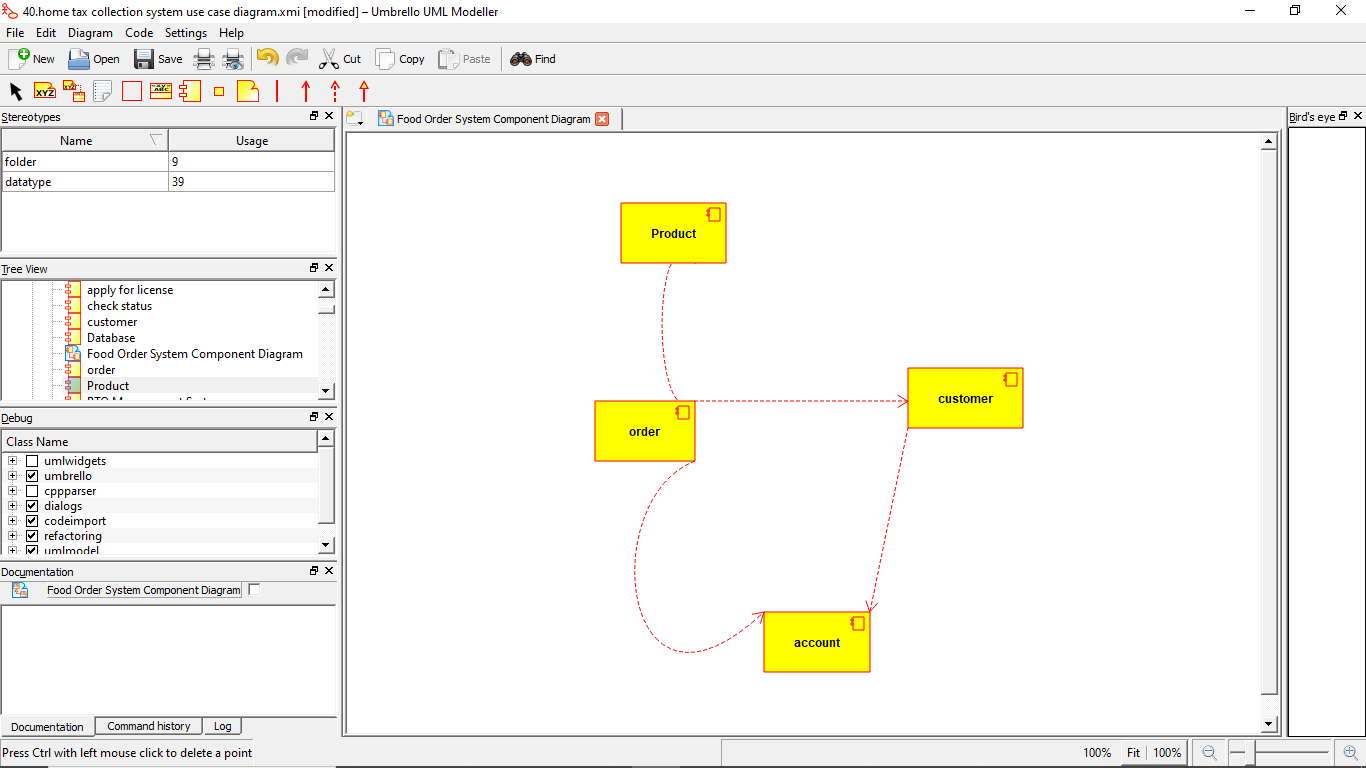 40.home tax collection system use case diagram.xmi [modified] – Umbrello UML Modeller
File Edit Diagram Code Settings Help
New Open Save Cut Copy Paste Find
XYZ XYZ XY ABC
Stereotypes
Name Usage
folder 9
datatype 39
Tree View
apply for license
check status
customer
Database
Food Order System Component Diagram
order
Product
Debug
Class Name
umlwidgets
umbrello
cppparser
dialogs
codeimport
refactoring
umlmodel
Documentation
Food Order System Component Diagram
Documentation Command history Log
Press Ctrl with left mouse click to delete a point
Food Order System Component Diagram
Product
customer
order
account
Bird's eye
100% Fit 100%